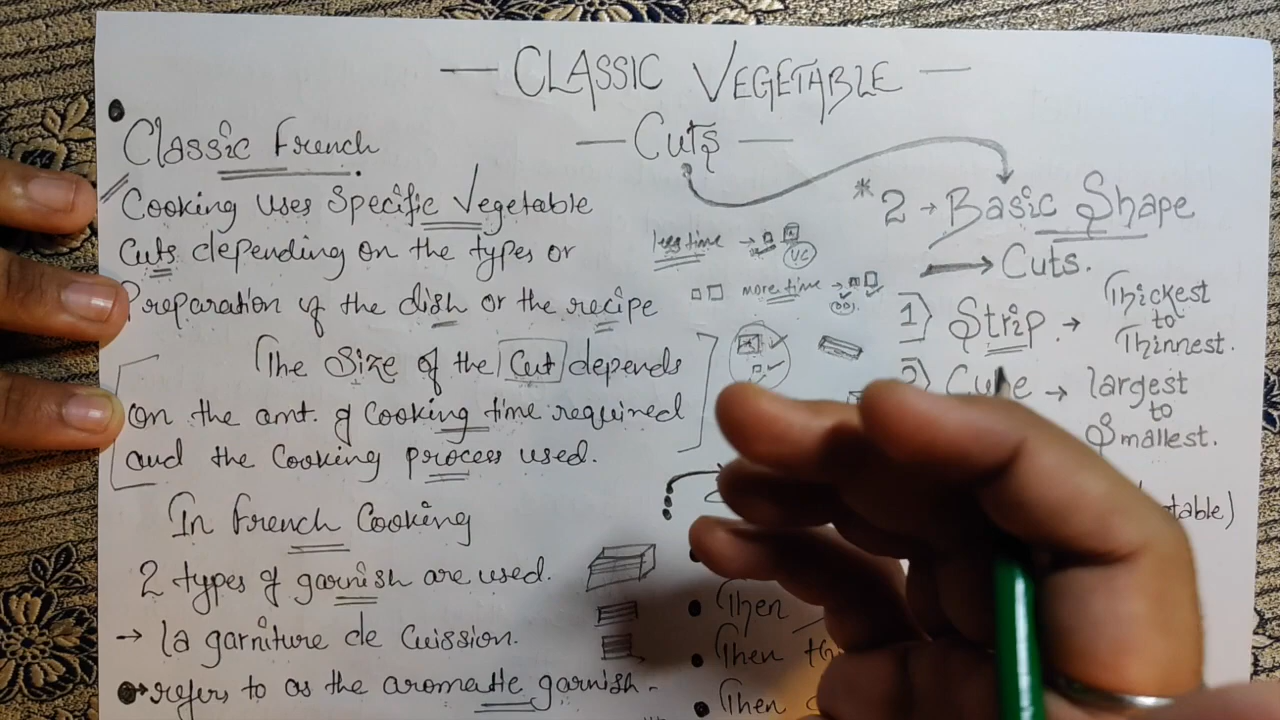 — CLASSIC VEGETABLE —
— Cuts —
Classic French
Cooking uses Specific Vegetable
Cuts depending on the types or
Preparation of the dish or the recipe
The Size of the Cut depends
on the amt. of Cooking time required
and the Cooking process used.
In French Cooking
2 types of garnish are used.
→ la garniture de Cuission.
→ refers to as the aromatte garnish.
less time →
VC
more time →
* 2 → Basic Shape
→ Cuts.
1) Strip. → Thickest
to
Thinnest.
2) Cube → largest
to
Smallest.
Then
Then
Then